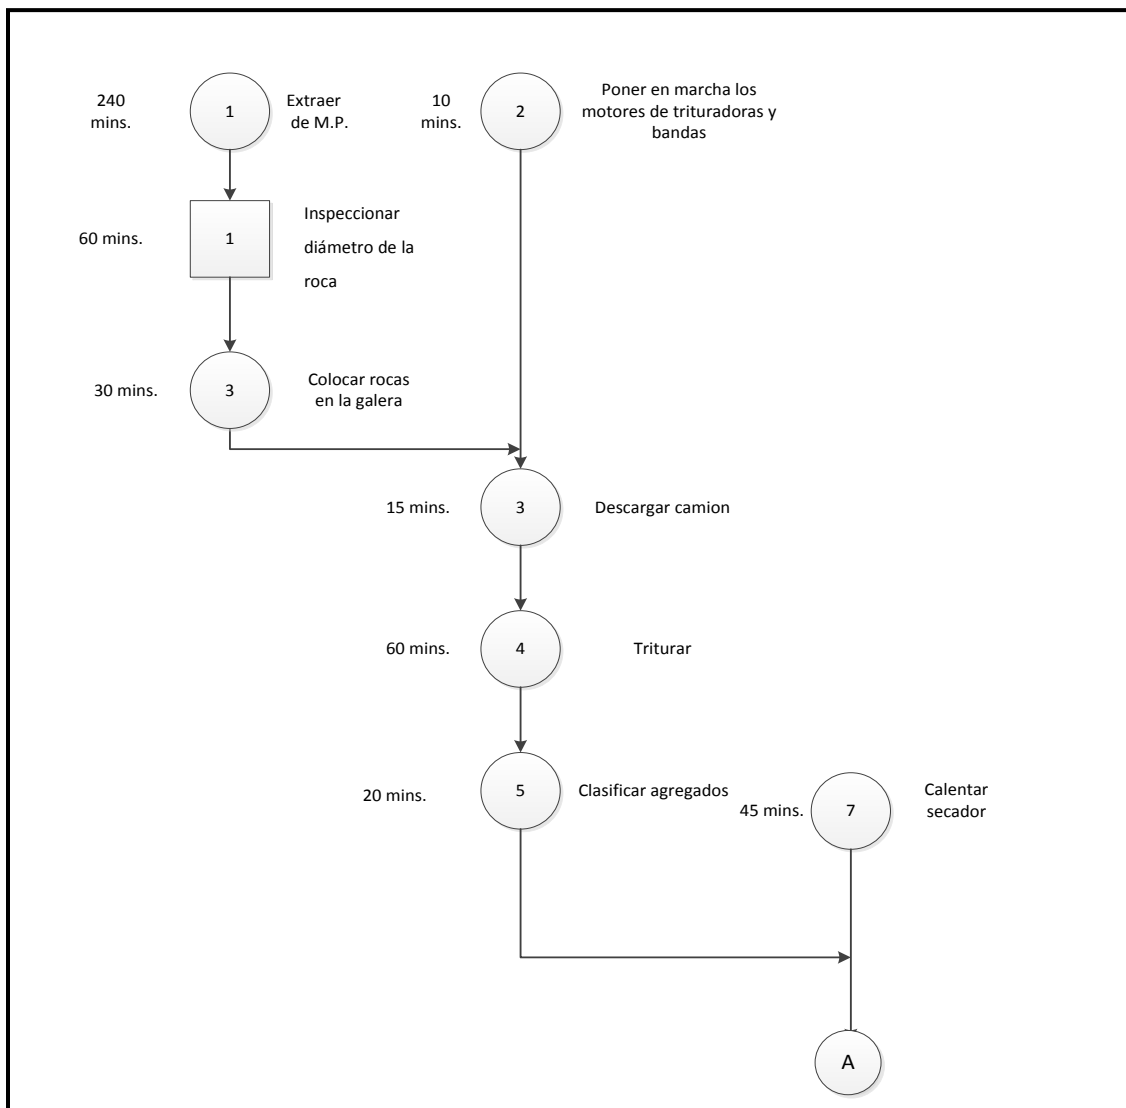 240
mins.
1
Extraer
de M.P.
10
mins.
2
Poner en marcha los
motores de trituradoras y
bandas
60 mins.
1
Inspeccionar
diámetro de la
roca
30 mins.
3
Colocar rocas
en la galera
15 mins.
3
Descargar camion
60 mins.
4
Triturar
20 mins.
5
Clasificar agregados
45 mins.
7
Calentar
secador
A